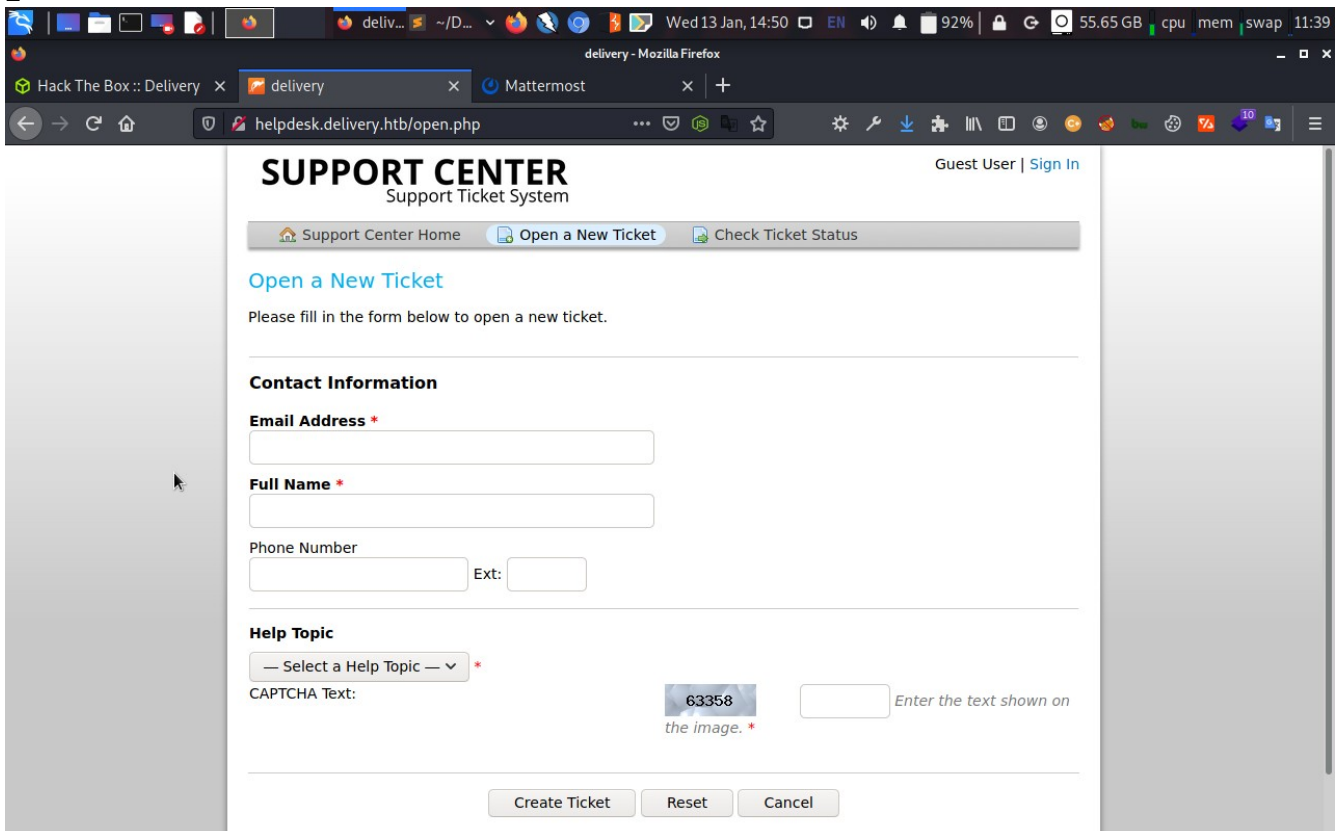 deliv... ~/D... Wed 13 Jan, 14:50 EN 92% 55.65 GB cpu mem swap 11:39
delivery - Mozilla Firefox
Hack The Box :: Delivery delivery Mattermost
helpdesk.delivery.htb/open.php 10
SUPPORT CENTER Guest User | Sign In
Support Ticket System
Support Center Home Open a New Ticket Check Ticket Status
Open a New Ticket
Please fill in the form below to open a new ticket.
Contact Information
Email Address *
Full Name *
Phone Number
Ext:
Help Topic
— Select a Help Topic — *
CAPTCHA Text: 63358 Enter the text shown on
the image. *
Create Ticket Reset Cancel